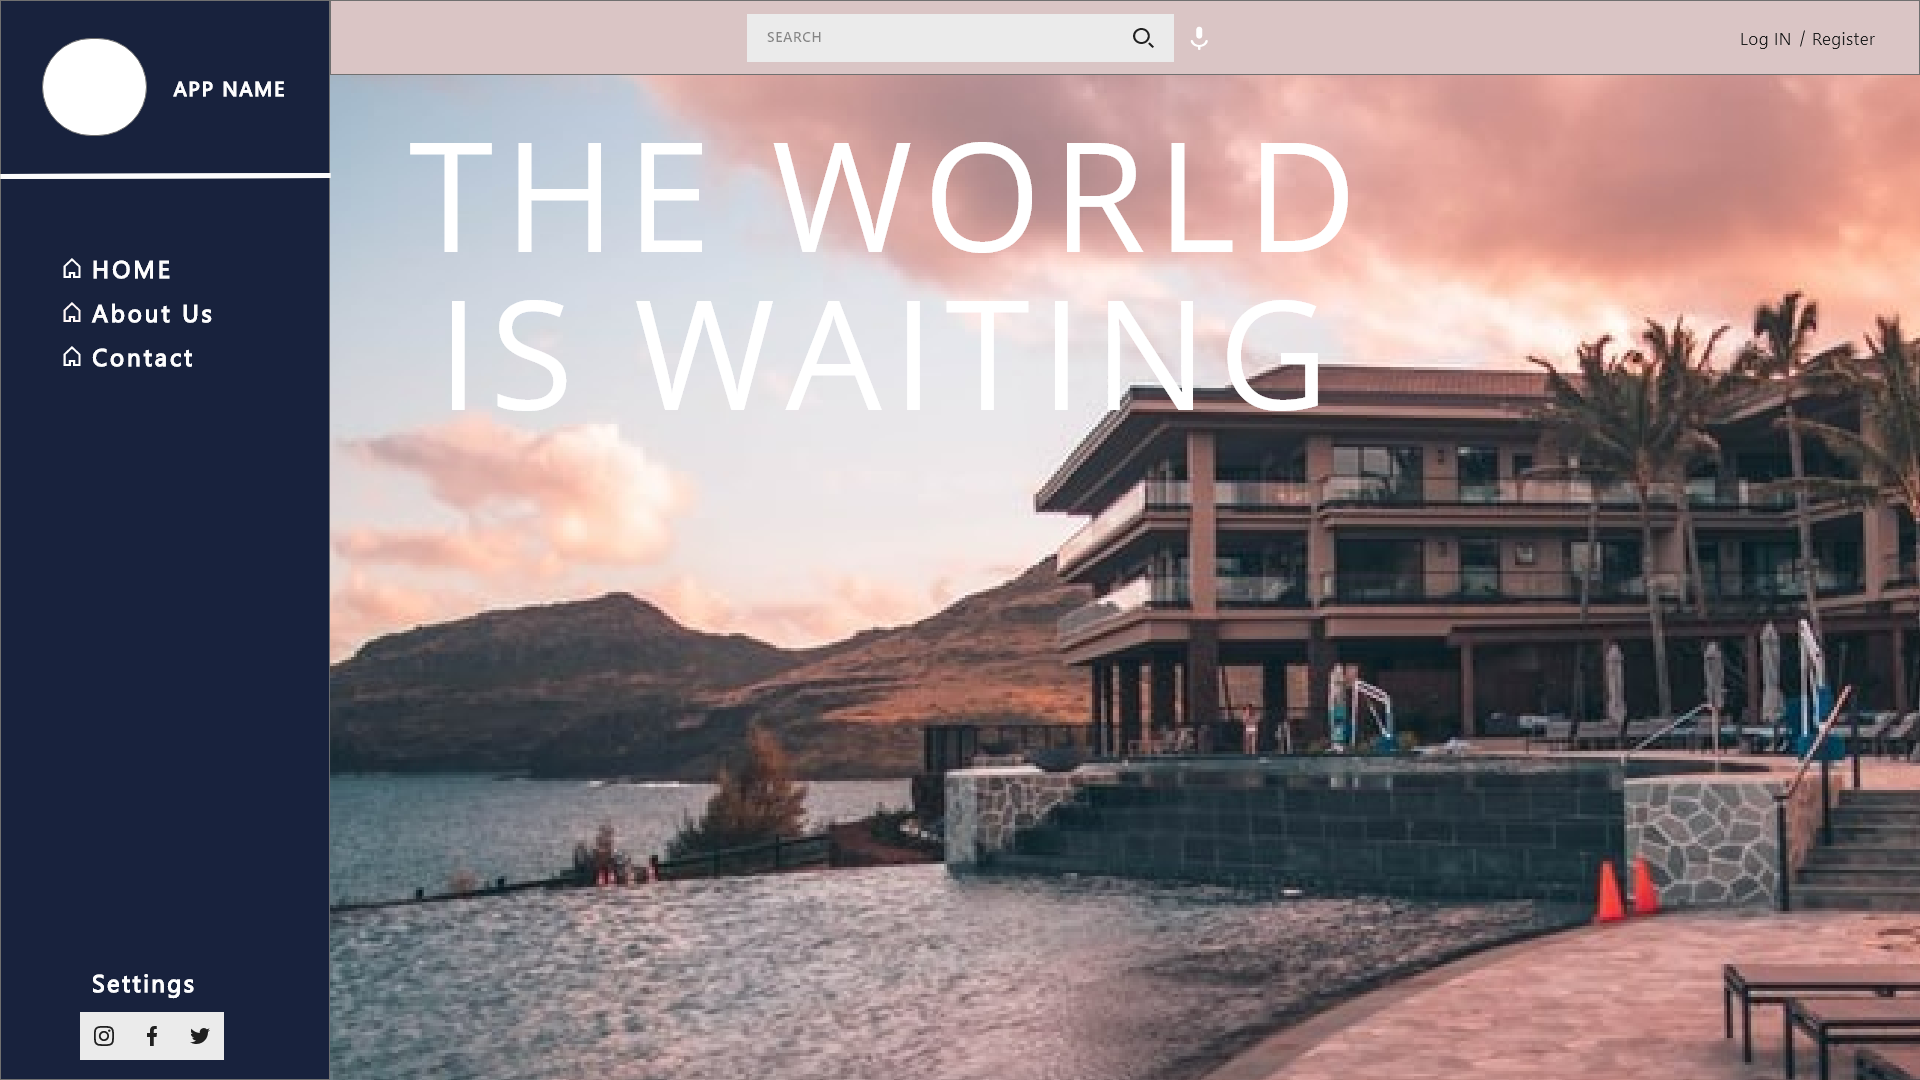 APP NAME
SEARCH
Log IN / Register
HOME
About Us
Contact
THE WORLD
IS WAITING
Settings